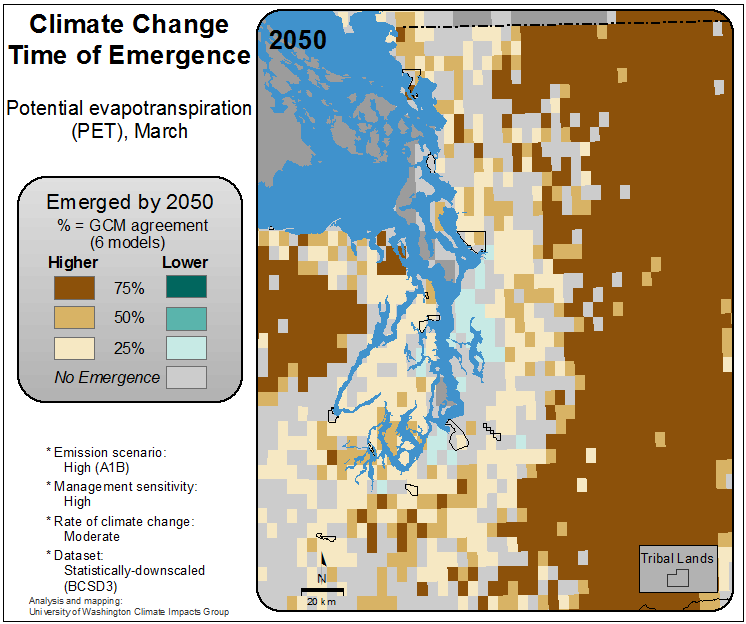 Climate Change
Time of Emergence
Potential evapotranspiration
(PET), March
Emerged by 2050
% = GCM agreement
(6 models)
Higher Lower
75%
50%
25%
No Emergence
* Emission scenario:
High (A1B)
* Management sensitivity:
High
* Rate of climate change:
Moderate
* Dataset:
Statistically-downscaled
(BCSD3)
Analysis and mapping:
University of Washington Climate Impacts Group
2050
N
20 km
Tribal Lands